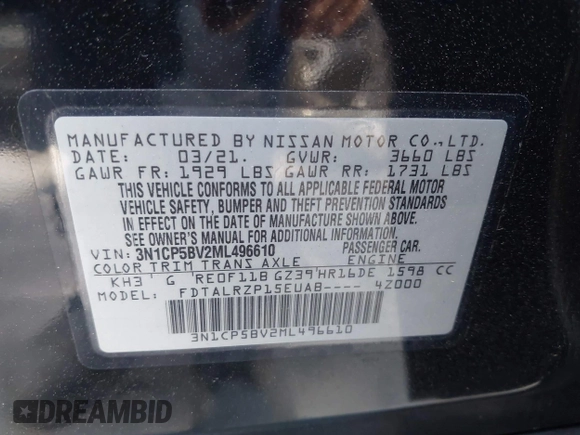 MANUFACTURED BY NISSAN MOTOR CO.,LTD.
DATE: 03/21. GVWR: 3660 LBS
GAWR FR: 1929 LBS GAWR RR: 1731 LBS
THIS VEHICLE CONFORMS TO ALL APPLICABLE FEDERAL MOTOR
VEHICLE SAFETY, BUMPER AND THEFT PREVENTION STANDARDS
IN EFFECT ON THE DATE OF MANUFACTURE SHOWN ABOVE.
SEE OWNER'S MANUAL FOR ADDITIONAL INFORMATION.
VIN: 3N1CP5BV2ML496610 PASSENGER CAR
COLOR TRIM TRANS AXLE ENGINE
KH3 G RE0F11B GZ39 HR16DE 1598 CC
MODEL: FDTALRZP15EUAB---- 4Z000
3N1CP5BV2ML496610
DREAMBID